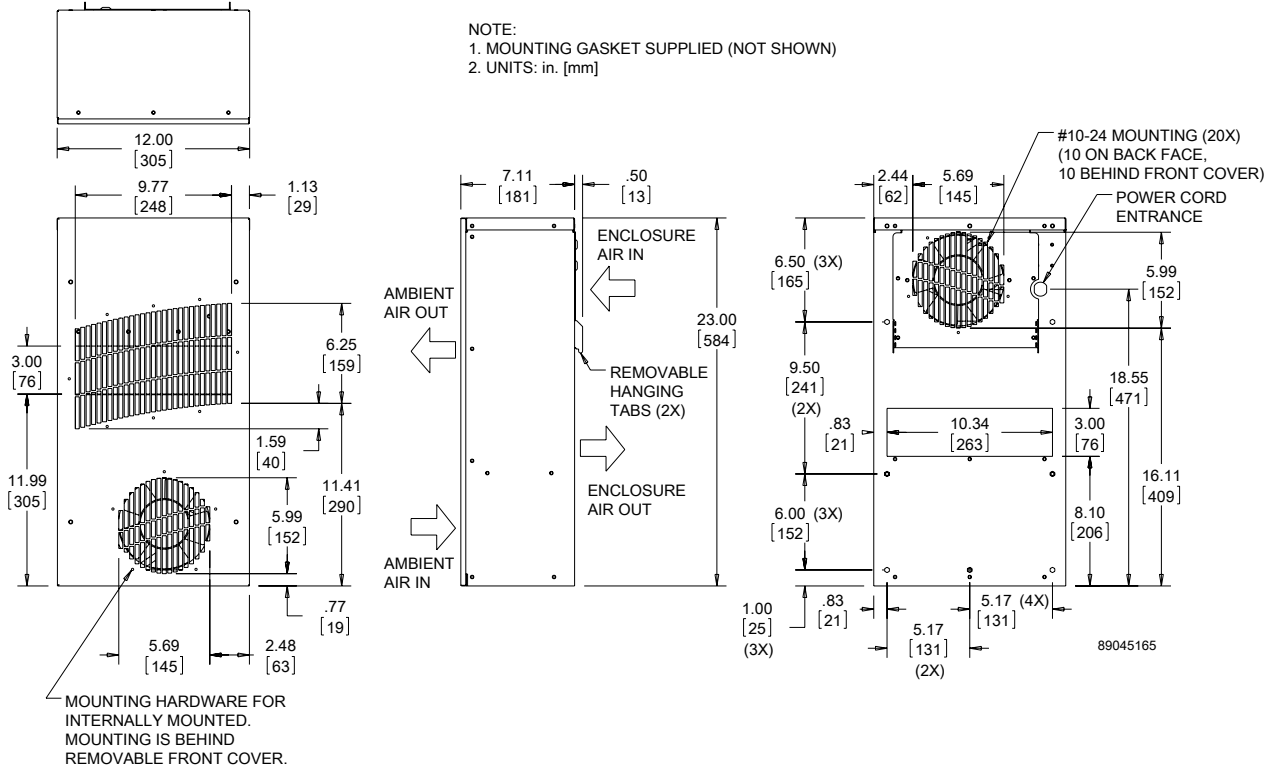 NOTE:
1. MOUNTING GASKET SUPPLIED (NOT SHOWN)
2. UNITS: in. [mm]
12.00
[305]
9.77
[248]
1.13
[29]
3.00
[76]
6.25
[159]
1.59
[40]
11.99
[305]
11.41
[290]
5.99
[152]
.77
[19]
5.69
[145]
2.48
[63]
MOUNTING HARDWARE FOR
INTERNALLY MOUNTED.
MOUNTING IS BEHIND
REMOVABLE FRONT COVER.
7.11
[181]
.50
[13]
ENCLOSURE
AIR IN
AMBIENT
AIR OUT
23.00
[584]
REMOVABLE
HANGING
TABS (2X)
ENCLOSURE
AIR OUT
AMBIENT
AIR IN
#10-24 MOUNTING (20X)
(10 ON BACK FACE,
10 BEHIND FRONT COVER)
POWER CORD
ENTRANCE
2.44
[62]
5.69
[145]
6.50 (3X)
[165]
5.99
[152]
9.50
[241]
(2X)
18.55
[471]
.83
[21]
10.34
[263]
3.00
[76]
16.11
[409]
8.10
[206]
6.00 (3X)
[152]
1.00
[25]
(3X)
.83
[21]
5.17 (4X)
[131]
5.17
[131]
(2X)
89045165